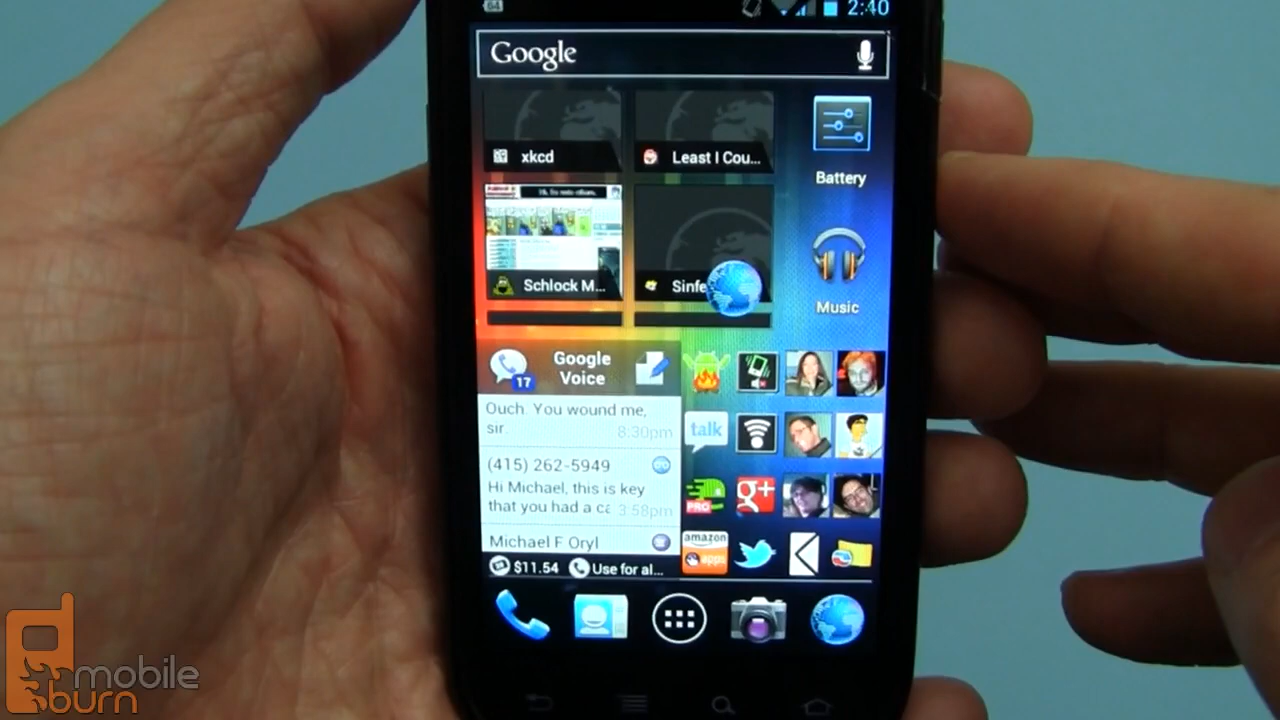 64
2:40
Google
xkcd
Least I Cou...
Battery
Schlock M...
Sinfe
Music
Google
Voice
17
Ouch. You wound me,
sir.
8:30pm
talk
(415) 262-5949
Hi Michael, this is key
that you had a ca
3:58pm
PRO
g+
Michael F Oryl
amazon
apps
$11.54
Use for al...
mobile
burn